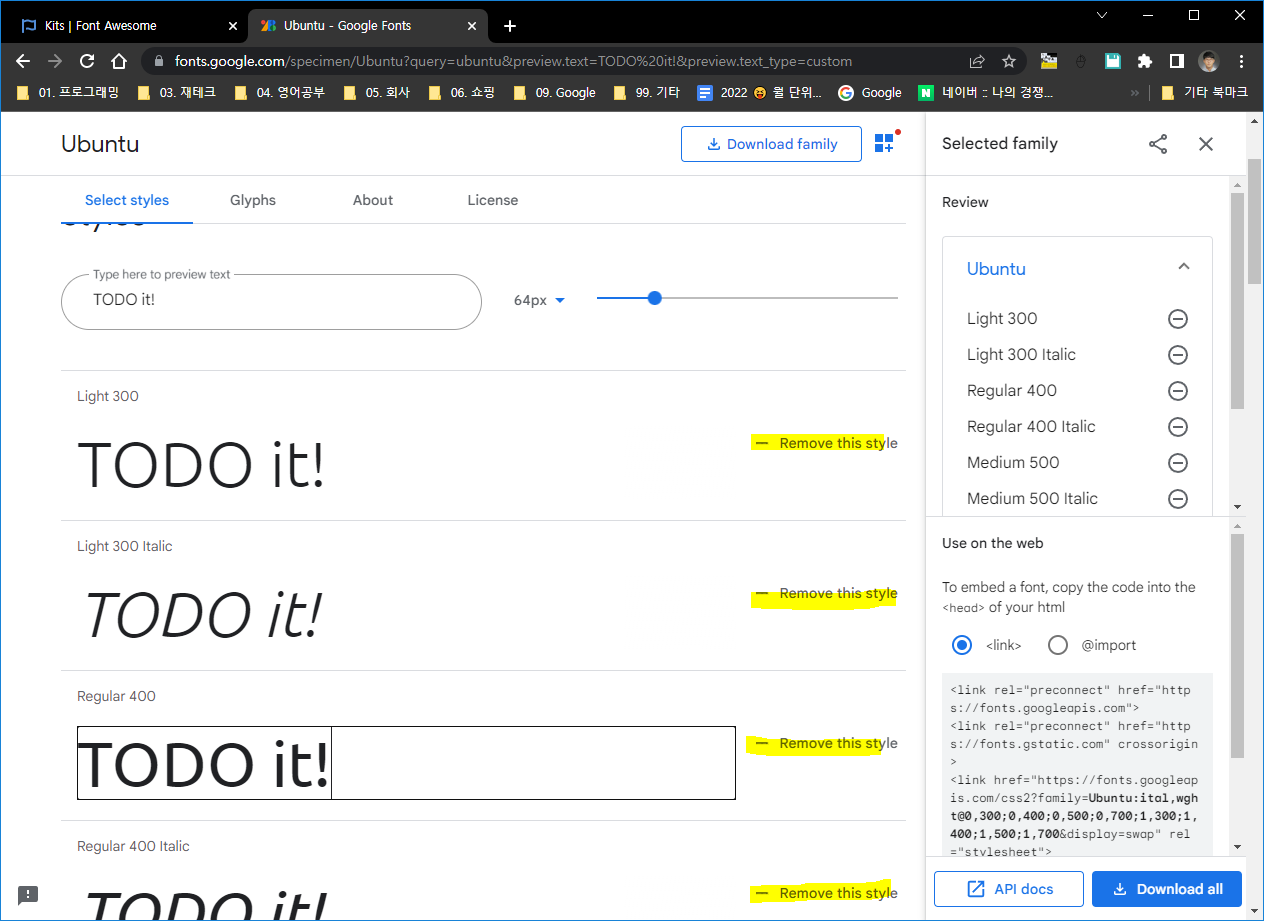 Kits | Font Awesome
Ubuntu - Google Fonts
fonts.google.com/specimen/Ubuntu?query=ubuntu&preview.text=TODO%20it!&preview.text_type=custom
01. 프로그래밍
03. 재테크
04. 영어공부
05. 회사
06. 쇼핑
09. Google
99. 기타
2022 😝 월 단위...
Google
네이버 :: 나의 경쟁...
»
기타 북마크
Ubuntu
Download family
Select styles
Glyphs
About
License
Styles
Type here to preview text
TODO it!
64px
Light 300
TODO it!
Remove this style
Light 300 Italic
TODO it!
Remove this style
Regular 400
TODO it!
Remove this style
Regular 400 Italic
TODO it!
Remove this style
Selected family
Review
Ubuntu
Light 300
Light 300 Italic
Regular 400
Regular 400 Italic
Medium 500
Medium 500 Italic
Use on the web
To embed a font, copy the code into the
<head> of your html
<link>
@import
<link rel="preconnect" href="http
s://fonts.googleapis.com">
<link rel="preconnect" href="http
s://fonts.gstatic.com" crossorigin
>
<link href="https://fonts.googleap
is.com/css2?family=Ubuntu:ital,wgh
t@0,300;0,400;0,500;0,700;1,300;1,
400;1,500;1,700&display=swap" rel
="stylesheet">
API docs
Download all